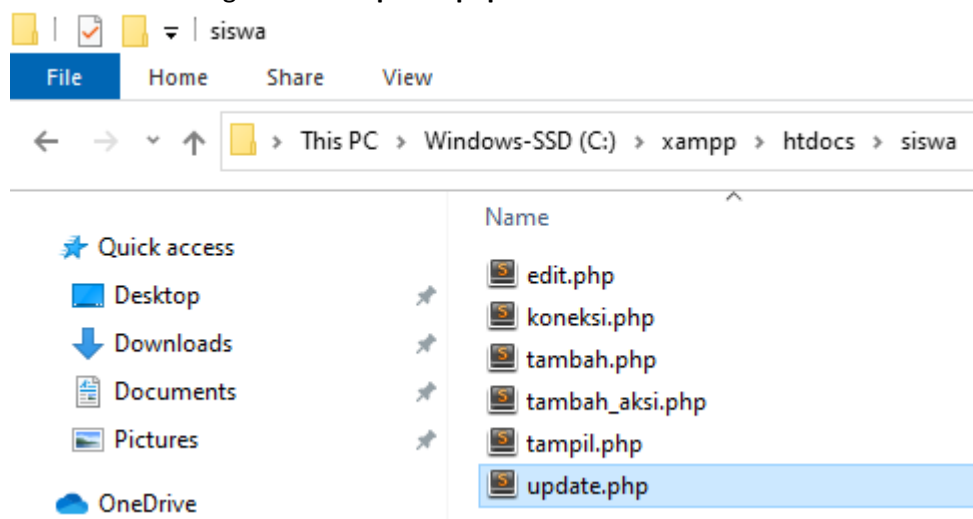 siswa
File Home Share View
This PC > Windows-SSD (C:) > xampp > htdocs > siswa
Name
Quick access
Desktop
Downloads
Documents
Pictures
OneDrive
edit.php
koneksi.php
tambah.php
tambah_aksi.php
tampil.php
update.php